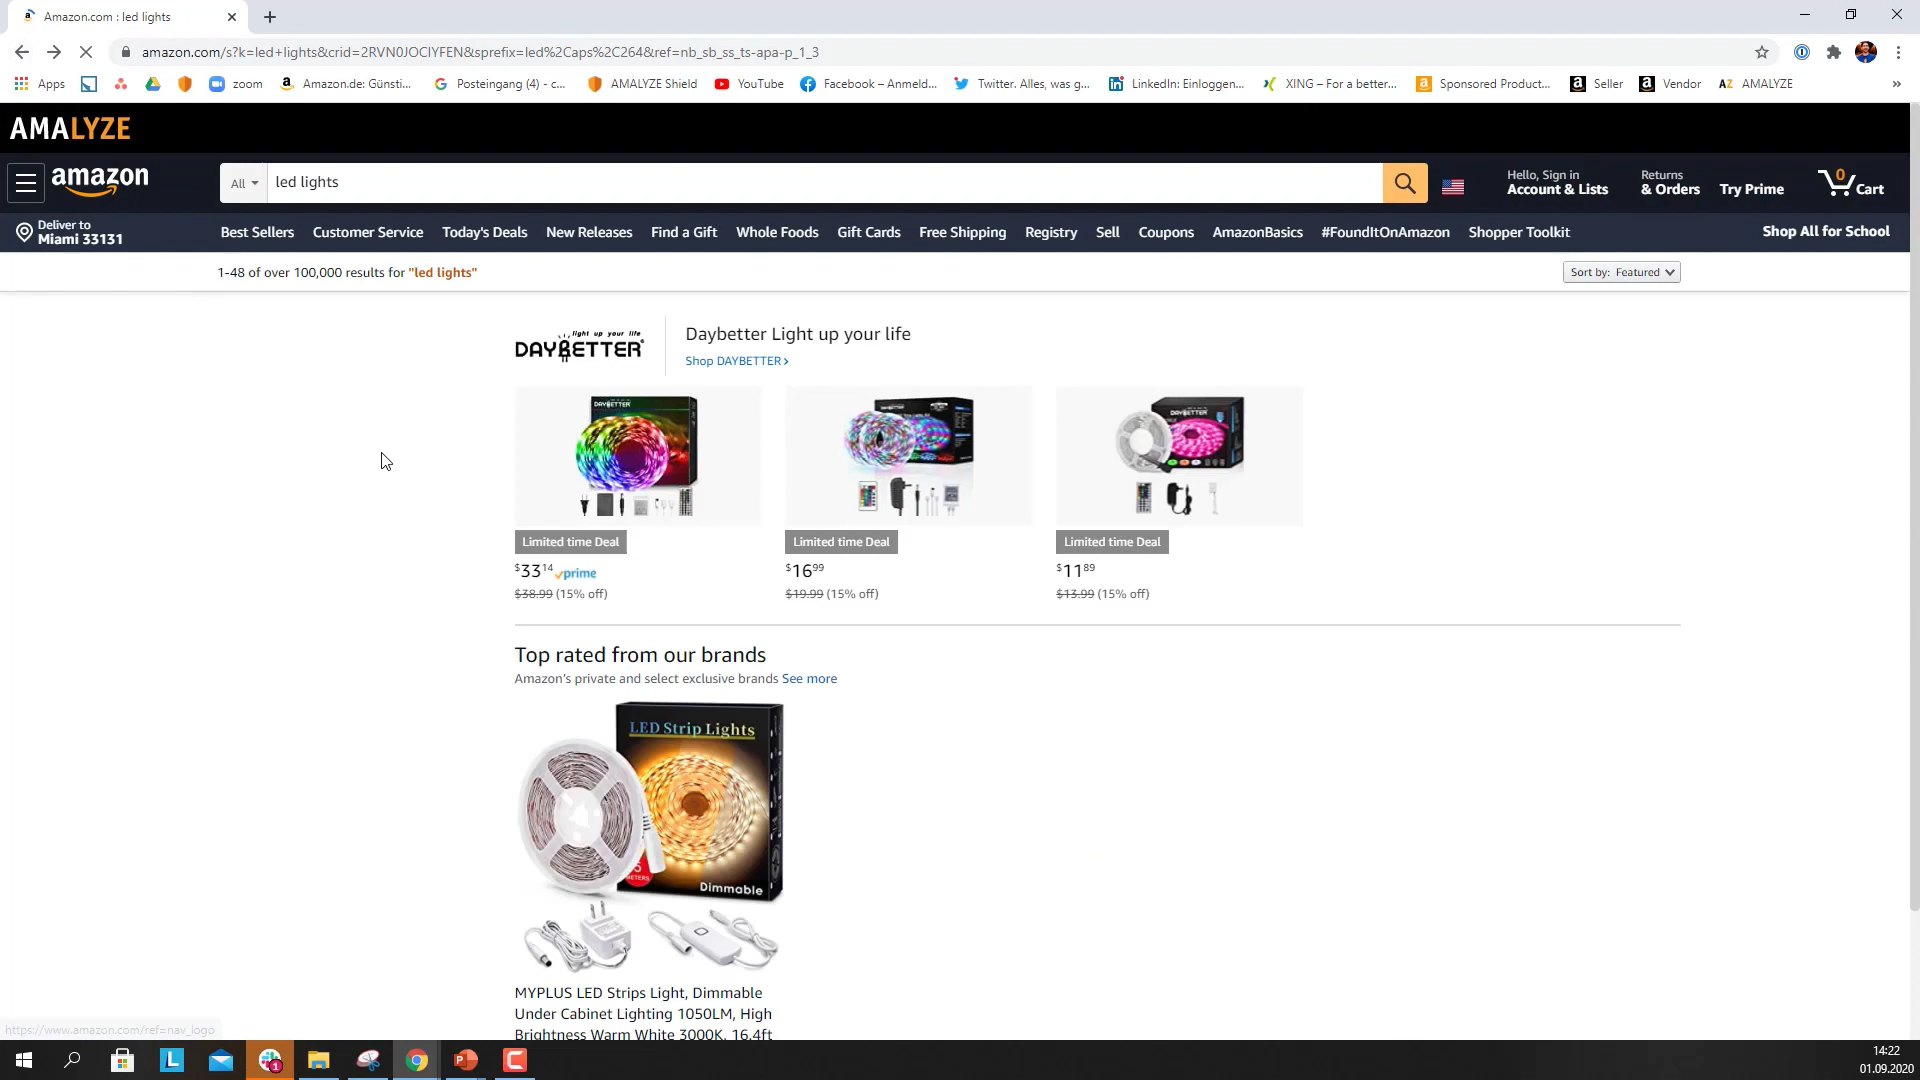 Amazon.com : led lights
amazon.com/s?k=led+lights&crid=2RVN0JOCIYFEN&sprefix=led%2Caps%2C264&ref=nb_sb_ss_ts-apa-p_1_3
Apps
zoom
Amazon.de: Günsti...
Posteingang (4) - c...
AMALYZE Shield
YouTube
Facebook – Anmeld...
Twitter. Alles, was g...
LinkedIn: Einloggen...
XING – For a better...
Sponsored Product...
Seller
Vendor
AZ AMALYZE
»
AMALYZE
amazon
All
led lights
Hello, Sign in
Account & Lists
Returns
& Orders
Try Prime
0
Cart
Deliver to
Miami 33131
Best Sellers
Customer Service
Today's Deals
New Releases
Find a Gift
Whole Foods
Gift Cards
Free Shipping
Registry
Sell
Coupons
AmazonBasics
#FoundItOnAmazon
Shopper Toolkit
Shop All for School
1-48 of over 100,000 results for "led lights"
Sort by: Featured
light up your life
DAYBETTER
Daybetter Light up your life
Shop DAYBETTER ›
DAYBETTER
DAYBETTER
Limited time Deal
Limited time Deal
Limited time Deal
$33 14 prime
$16 99
$11 89
$38.99 (15% off)
$19.99 (15% off)
$13.99 (15% off)
Top rated from our brands
Amazon's private and select exclusive brands See more
LED Strip Lights
METERS
Dimmable
MYPLUS LED Strips Light, Dimmable
Under Cabinet Lighting 1050LM, High
Brightness Warm White 3000K, 16.4ft
https://www.amazon.com/ref=nav_logo
L
1
P
14:22
01.09.2020